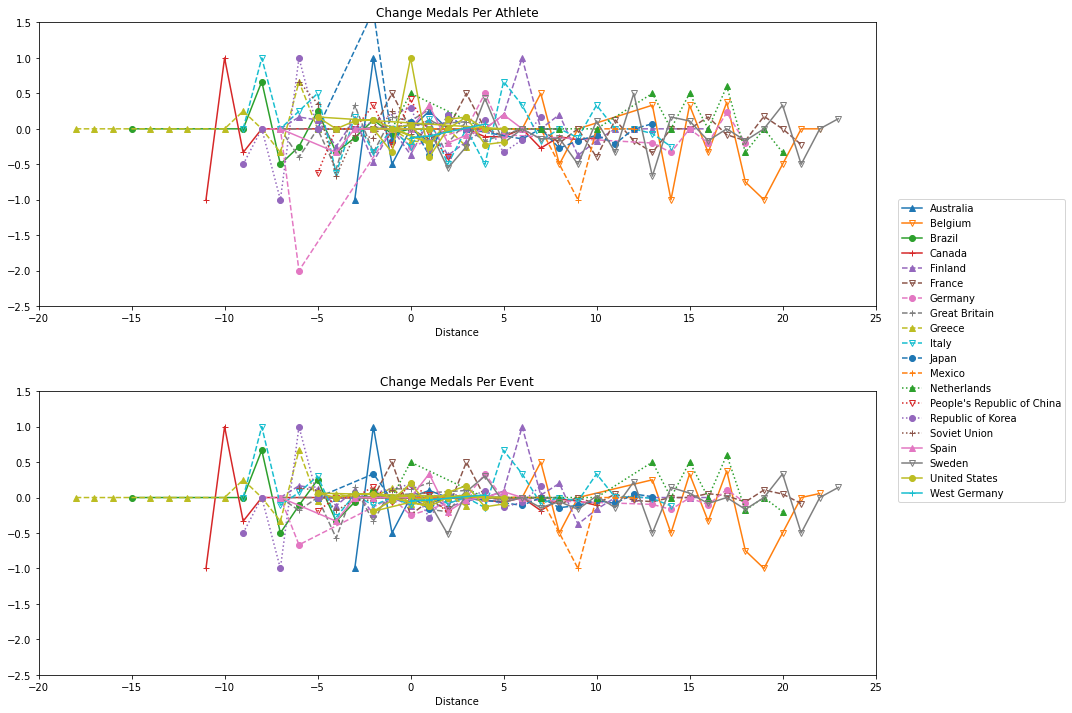 Change Medals Per Athlete
1.5
1.0
0.5
0.0
−0.5
−1.0
−1.5
−2.0
−2.5
−20 −15 −10 −5 0 5 10 15 20 25
Distance
Change Medals Per Event
1.5
1.0
0.5
0.0
−0.5
−1.0
−1.5
−2.0
−2.5
−20 −15 −10 −5 0 5 10 15 20 25
Distance
Australia
Belgium
Brazil
Canada
Finland
France
Germany
Great Britain
Greece
Italy
Japan
Mexico
Netherlands
People's Republic of China
Republic of Korea
Soviet Union
Spain
Sweden
United States
West Germany